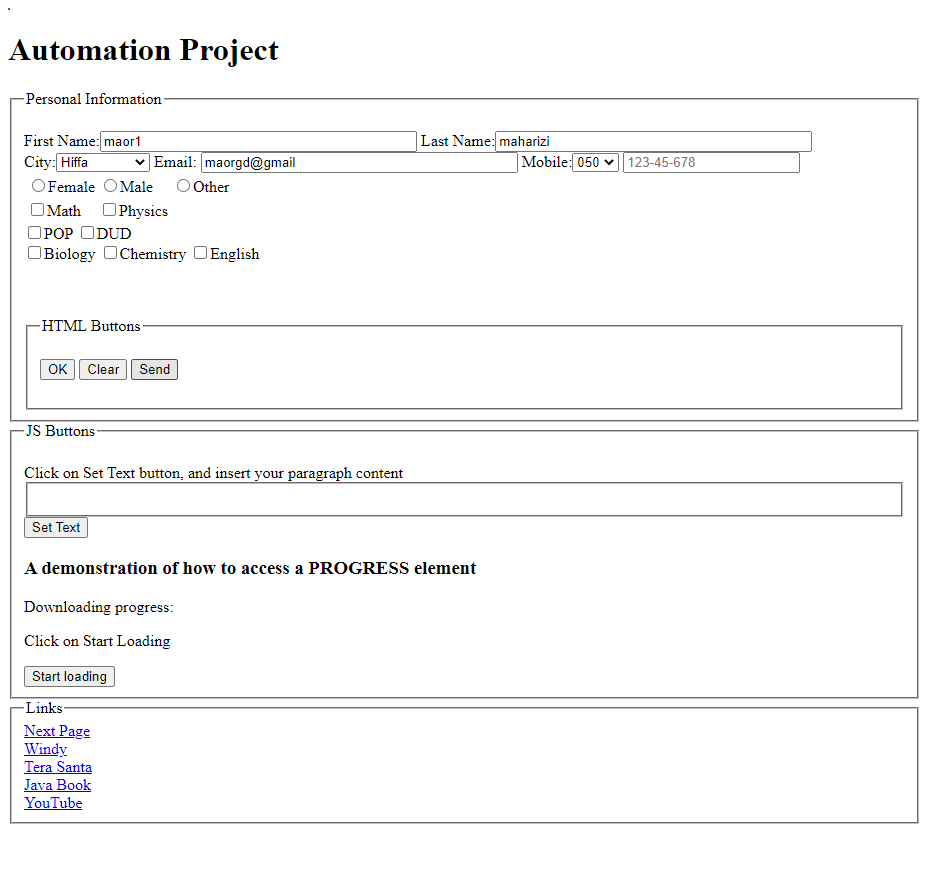 .
Automation Project
Personal Information
First Name: maor1 Last Name: maharizi
City: Hiffa Email: maorgd@gmail Mobile: 050 123-45-678
Female Male Other
Math Physics
POP DUD
Biology Chemistry English
HTML Buttons
OK Clear Send
JS Buttons
Click on Set Text button, and insert your paragraph content
Set Text
A demonstration of how to access a PROGRESS element
Downloading progress:
Click on Start Loading
Start loading
Links
Next Page
Windy
Tera Santa
Java Book
YouTube